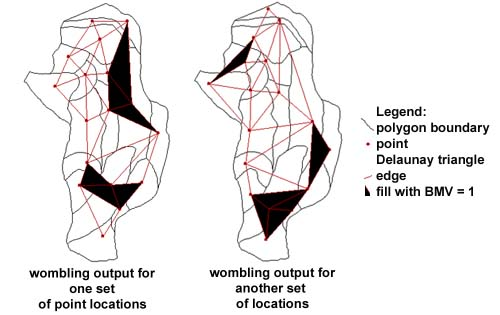 Legend:
polygon boundary
point
Delaunay triangle
edge
fill with BMV = 1
wombling output for
one set
of point locations
wombling output for
another set
of locations